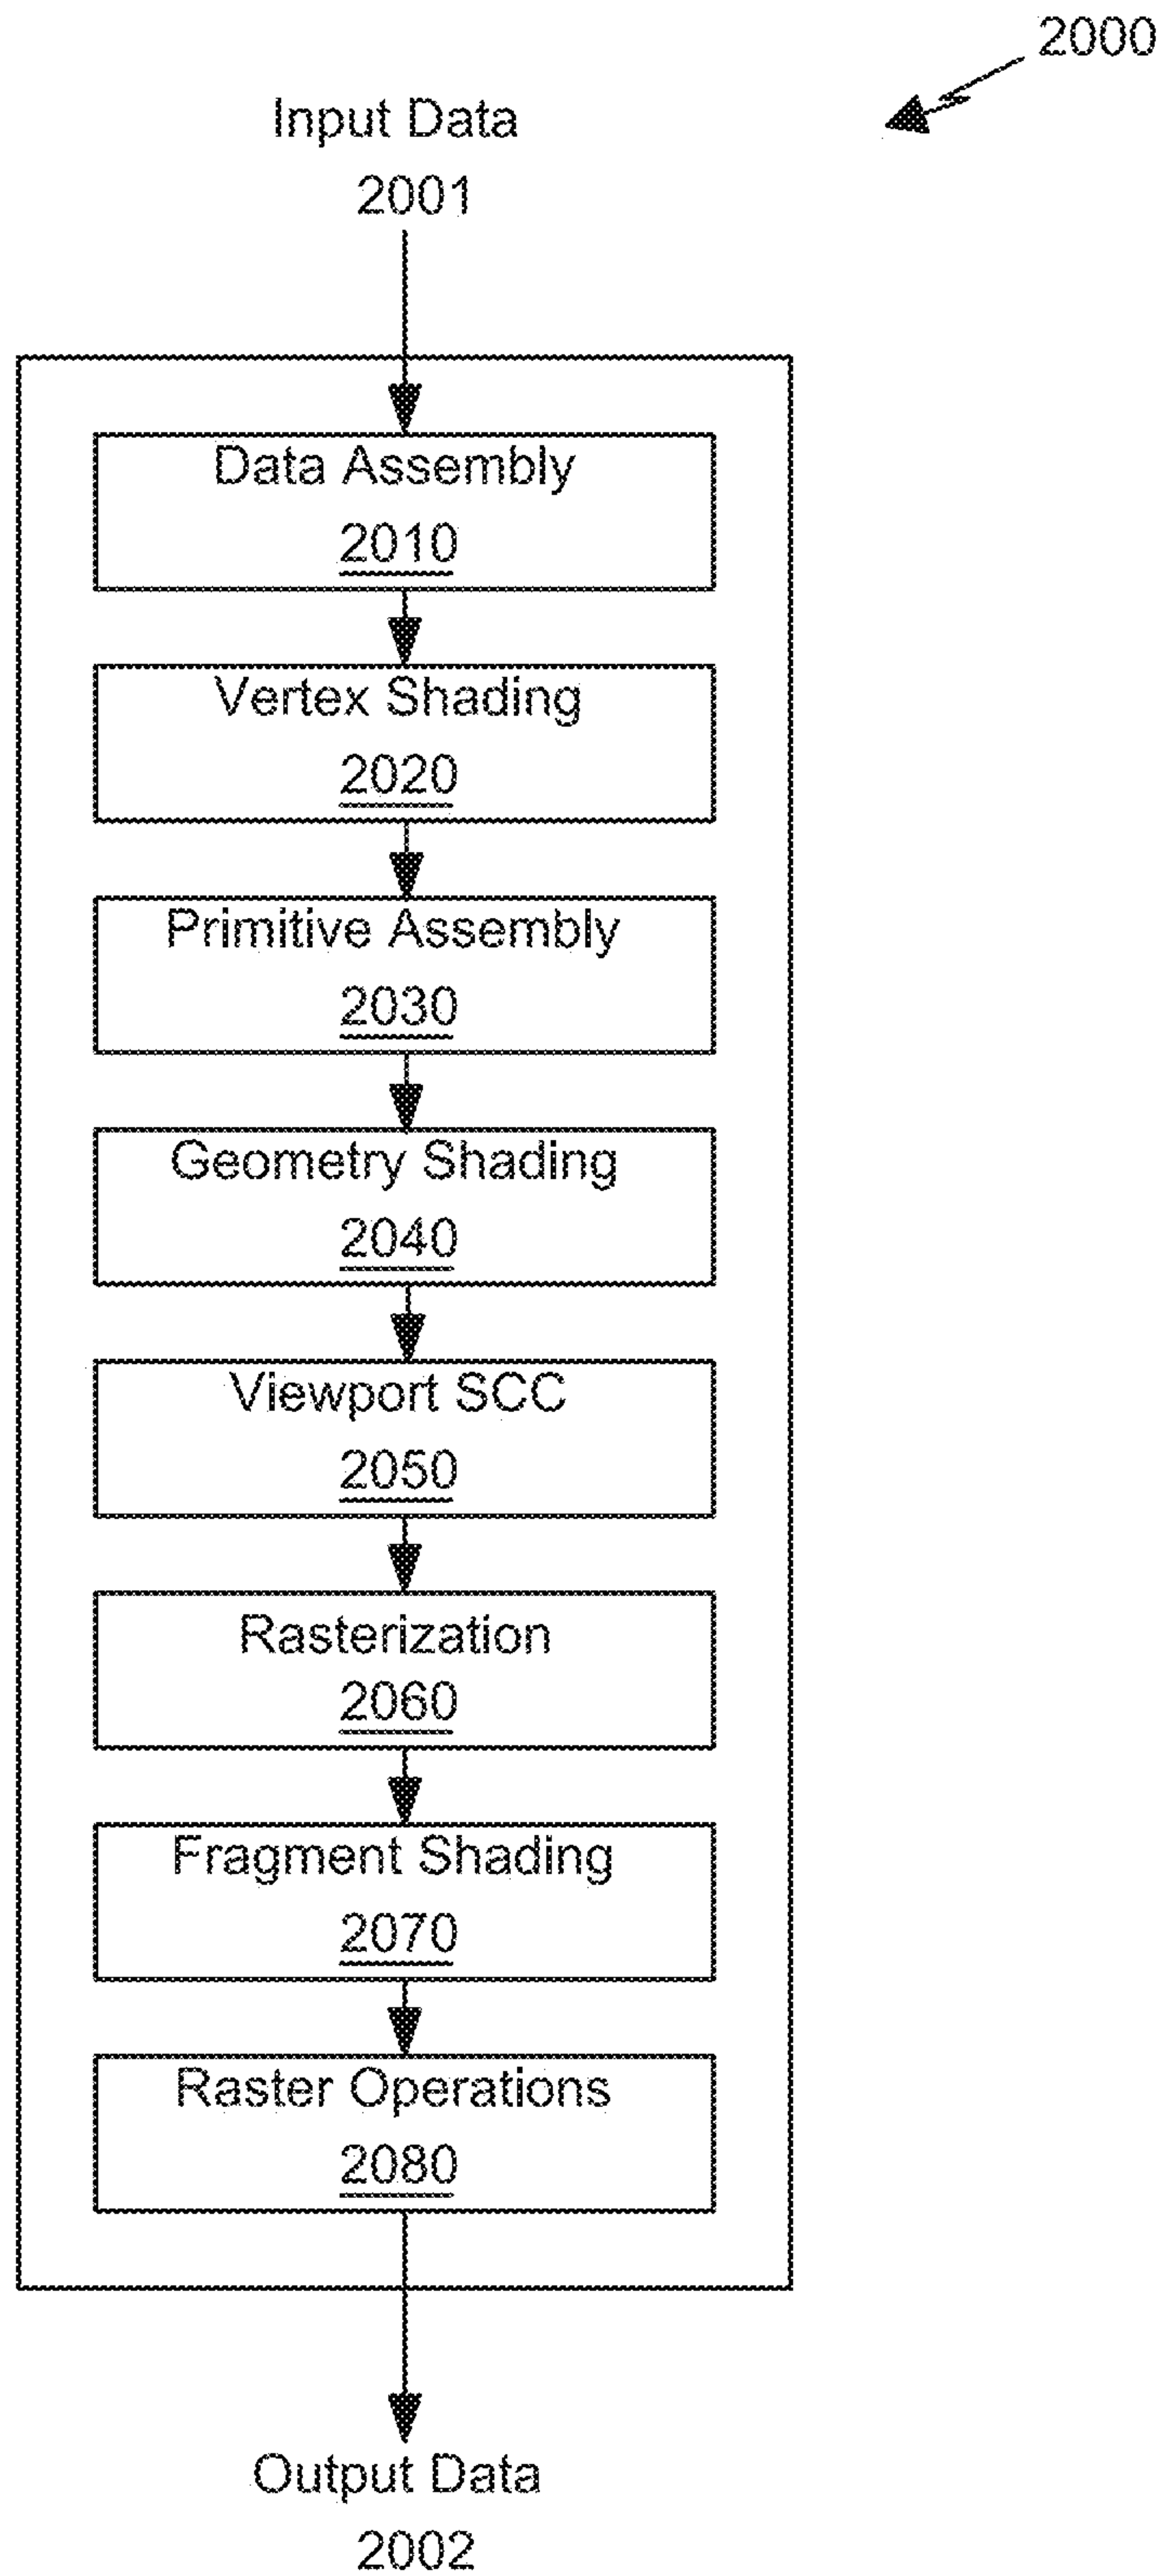 2000
Input Data
2001
Data Assembly
2010
Vertex Shading
2020
Primitive Assembly
2030
Geometry Shading
2040
Viewport SCC
2050
Rasterization
2060
Fragment Shading
2070
Raster Operations
2080
Output Data
2002